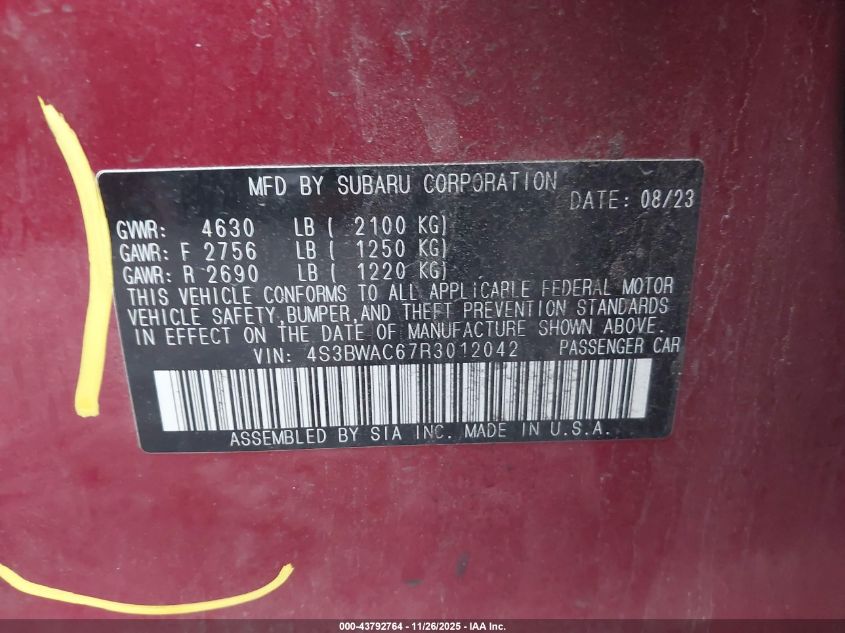 MFD BY SUBARU CORPORATION
DATE: 08/23
GVWR: 4630 LB ( 2100 KG)
GAWR: F 2756 LB ( 1250 KG)
GAWR: R 2690 LB ( 1220 KG)
THIS VEHICLE CONFORMS TO ALL APPLICABLE FEDERAL MOTOR
VEHICLE SAFETY, BUMPER, AND THEFT PREVENTION STANDARDS
IN EFFECT ON THE DATE OF MANUFACTURE SHOWN ABOVE.
VIN: 4S3BWAC67R3012042 PASSENGER CAR
ASSEMBLED BY SIA INC. MADE IN U.S.A.
000-43792764 - 11/26/2025 - IAA Inc.